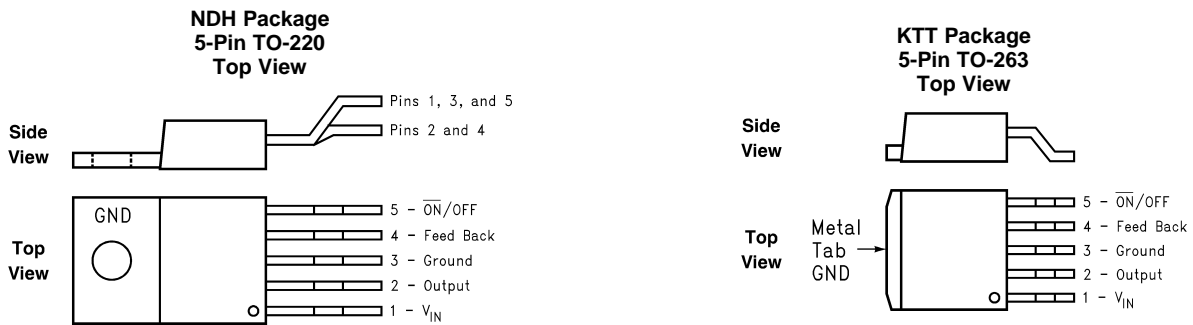 NDH Package
5-Pin TO-220
Top View
Side
View
Pins 1, 3, and 5
Pins 2 and 4
Top
View
GND
5 - O̅N̅/OFF
4 - Feed Back
3 - Ground
2 - Output
1 - VIN
KTT Package
5-Pin TO-263
Top View
Side
View
Top
View
Metal
Tab
GND
5 - O̅N̅/OFF
4 - Feed Back
3 - Ground
2 - Output
1 - VIN